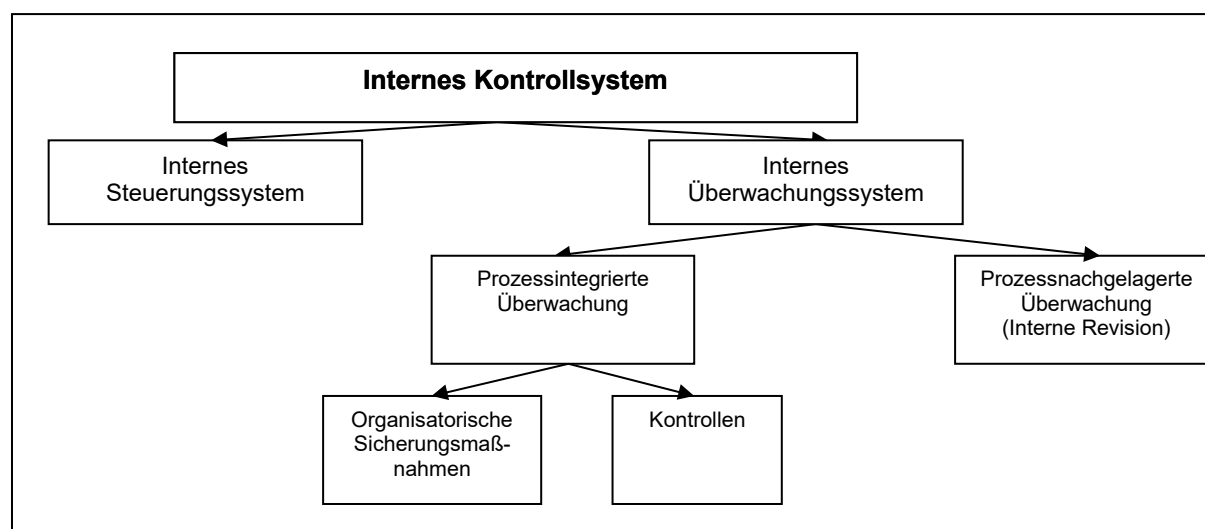 Internes Kontrollsystem
Internes
Steuerungssystem
Internes
Überwachungssystem
Prozessintegrierte
Überwachung
Prozessnachgelagerte
Überwachung
(Interne Revision)
Organisatorische
Sicherungsmaß-
nahmen
Kontrollen